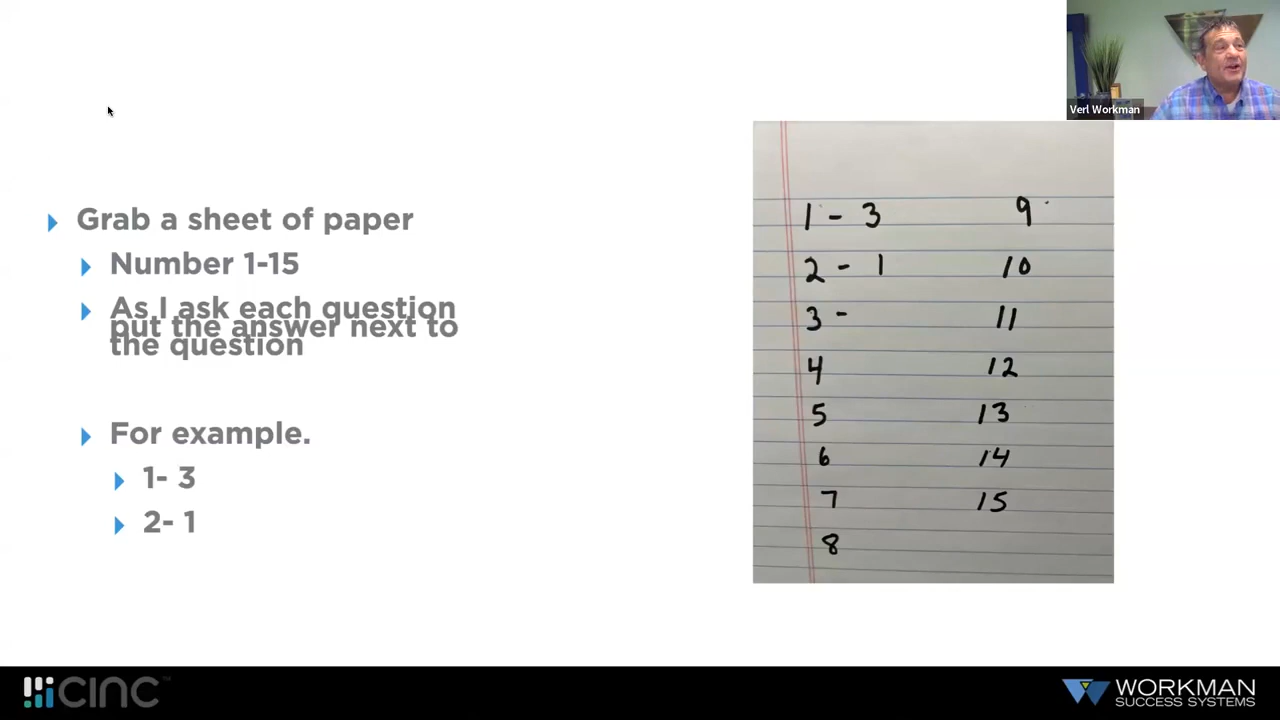 Verl Workman
Grab a sheet of paper
Number 1-15
As I ask each question
put the answer next to
the question
For example.
1- 3
2- 1
1 - 3 9
2 - 1 10
3 - 11
4 12
5 13
6 14
7 15
8
CINC™
WORKMAN
SUCCESS SYSTEMS